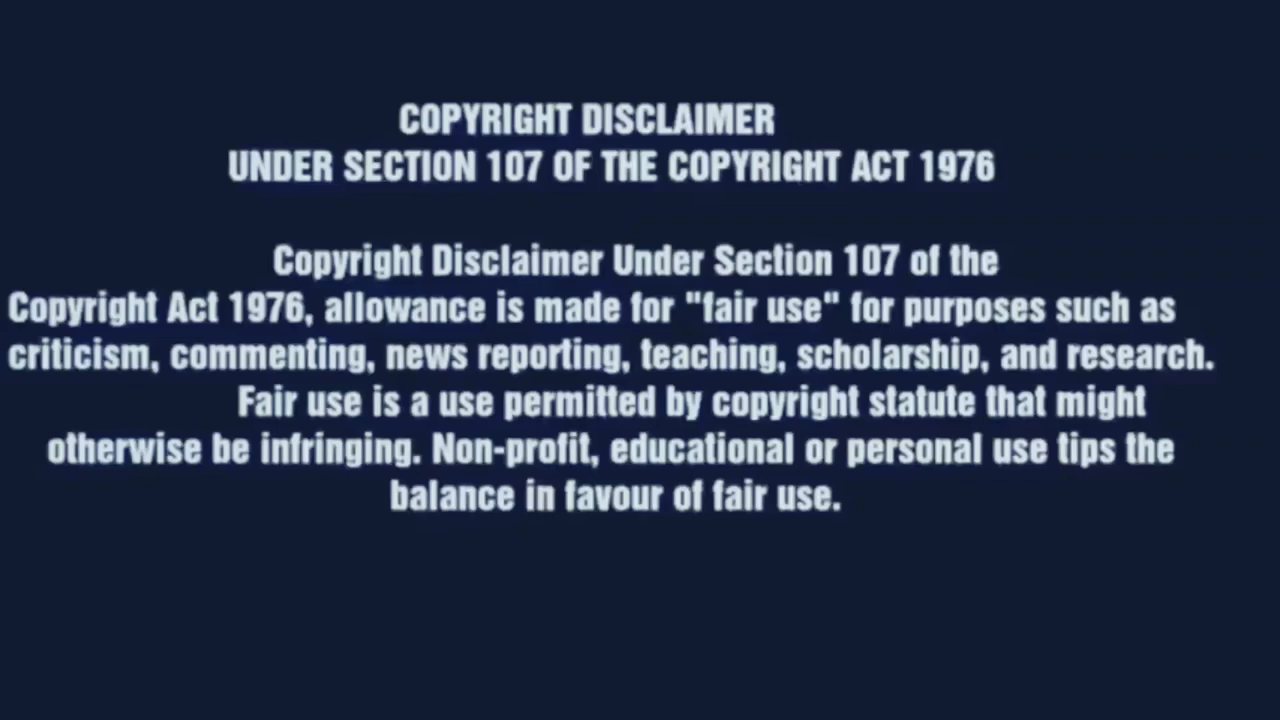 COPYRIGHT DISCLAIMER
UNDER SECTION 107 OF THE COPYRIGHT ACT 1976
Copyright Disclaimer Under Section 107 of the
Copyright Act 1976, allowance is made for "fair use" for purposes such as
criticism, commenting, news reporting, teaching, scholarship, and research.
Fair use is a use permitted by copyright statute that might
otherwise be infringing. Non-profit, educational or personal use tips the
balance in favour of fair use.